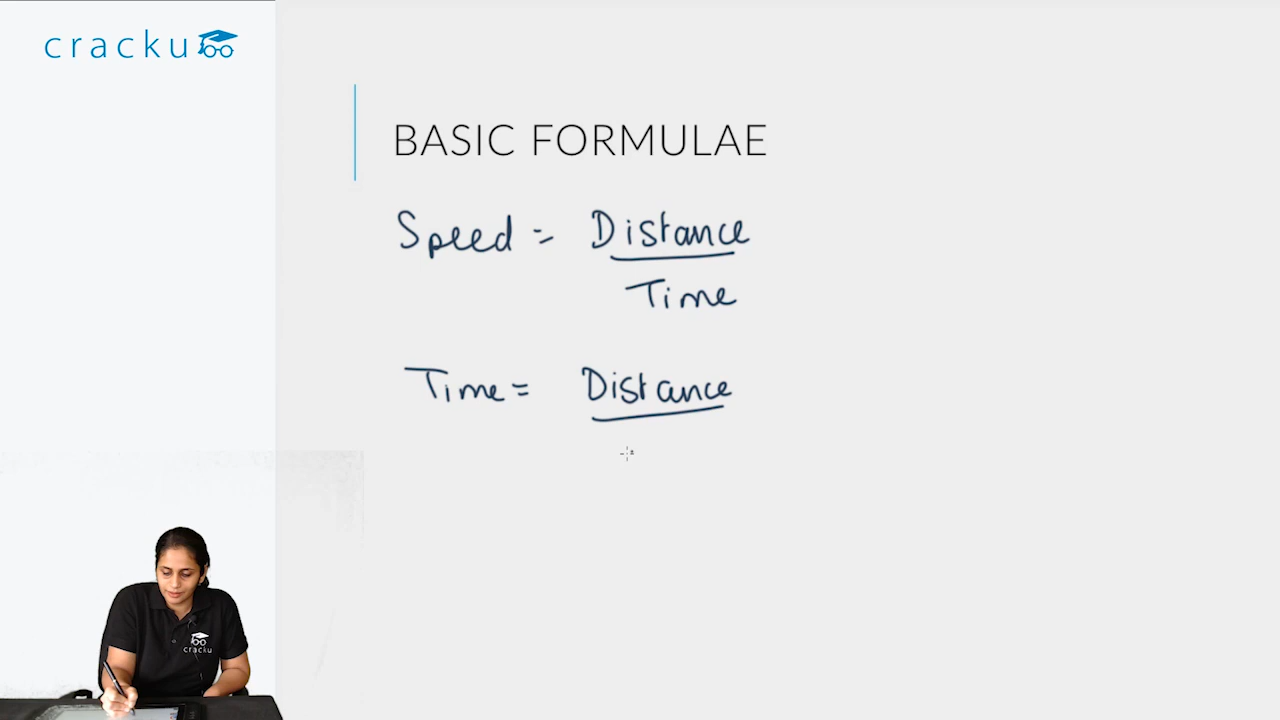 cracku
BASIC FORMULAE
Speed = Distance
Time
Time = Distance
cracku